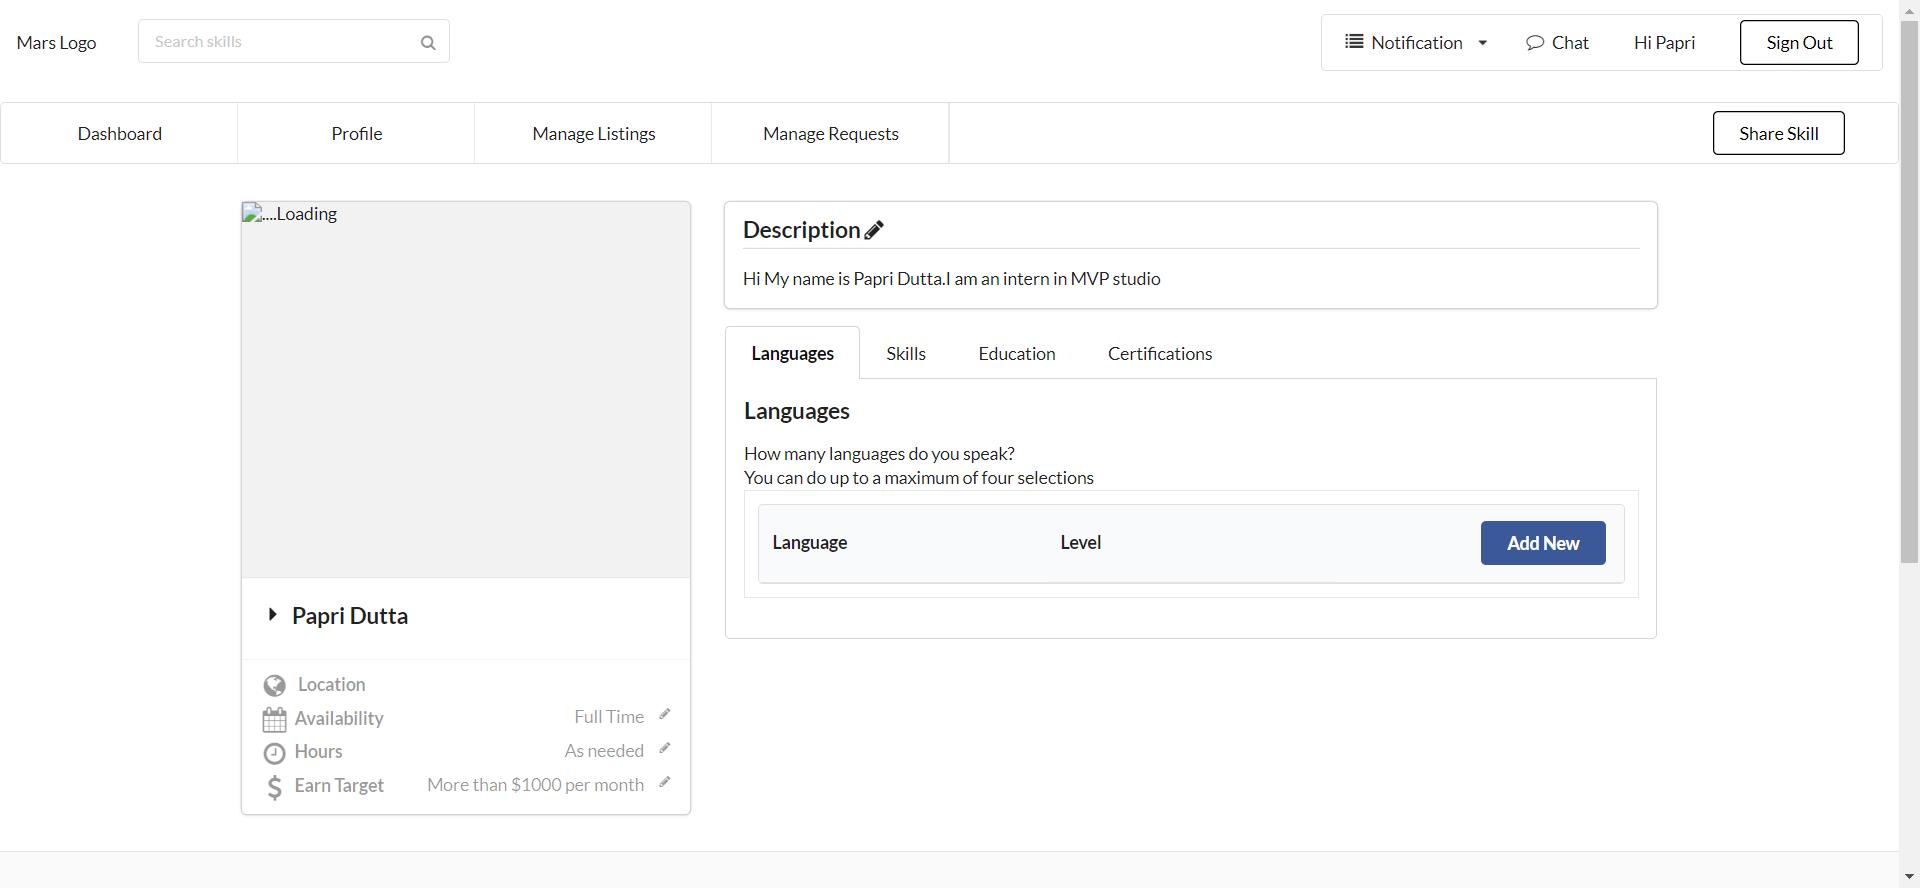 Mars Logo
Search skills
Notification
Chat
Hi Papri
Sign Out
Dashboard
Profile
Manage Listings
Manage Requests
Share Skill
....Loading
Papri Dutta
Location
Availability
Full Time
Hours
As needed
Earn Target
More than $1000 per month
Description
Hi My name is Papri Dutta.I am an intern in MVP studio
Languages
Skills
Education
Certifications
Languages
How many languages do you speak?
You can do up to a maximum of four selections
Language
Level
Add New